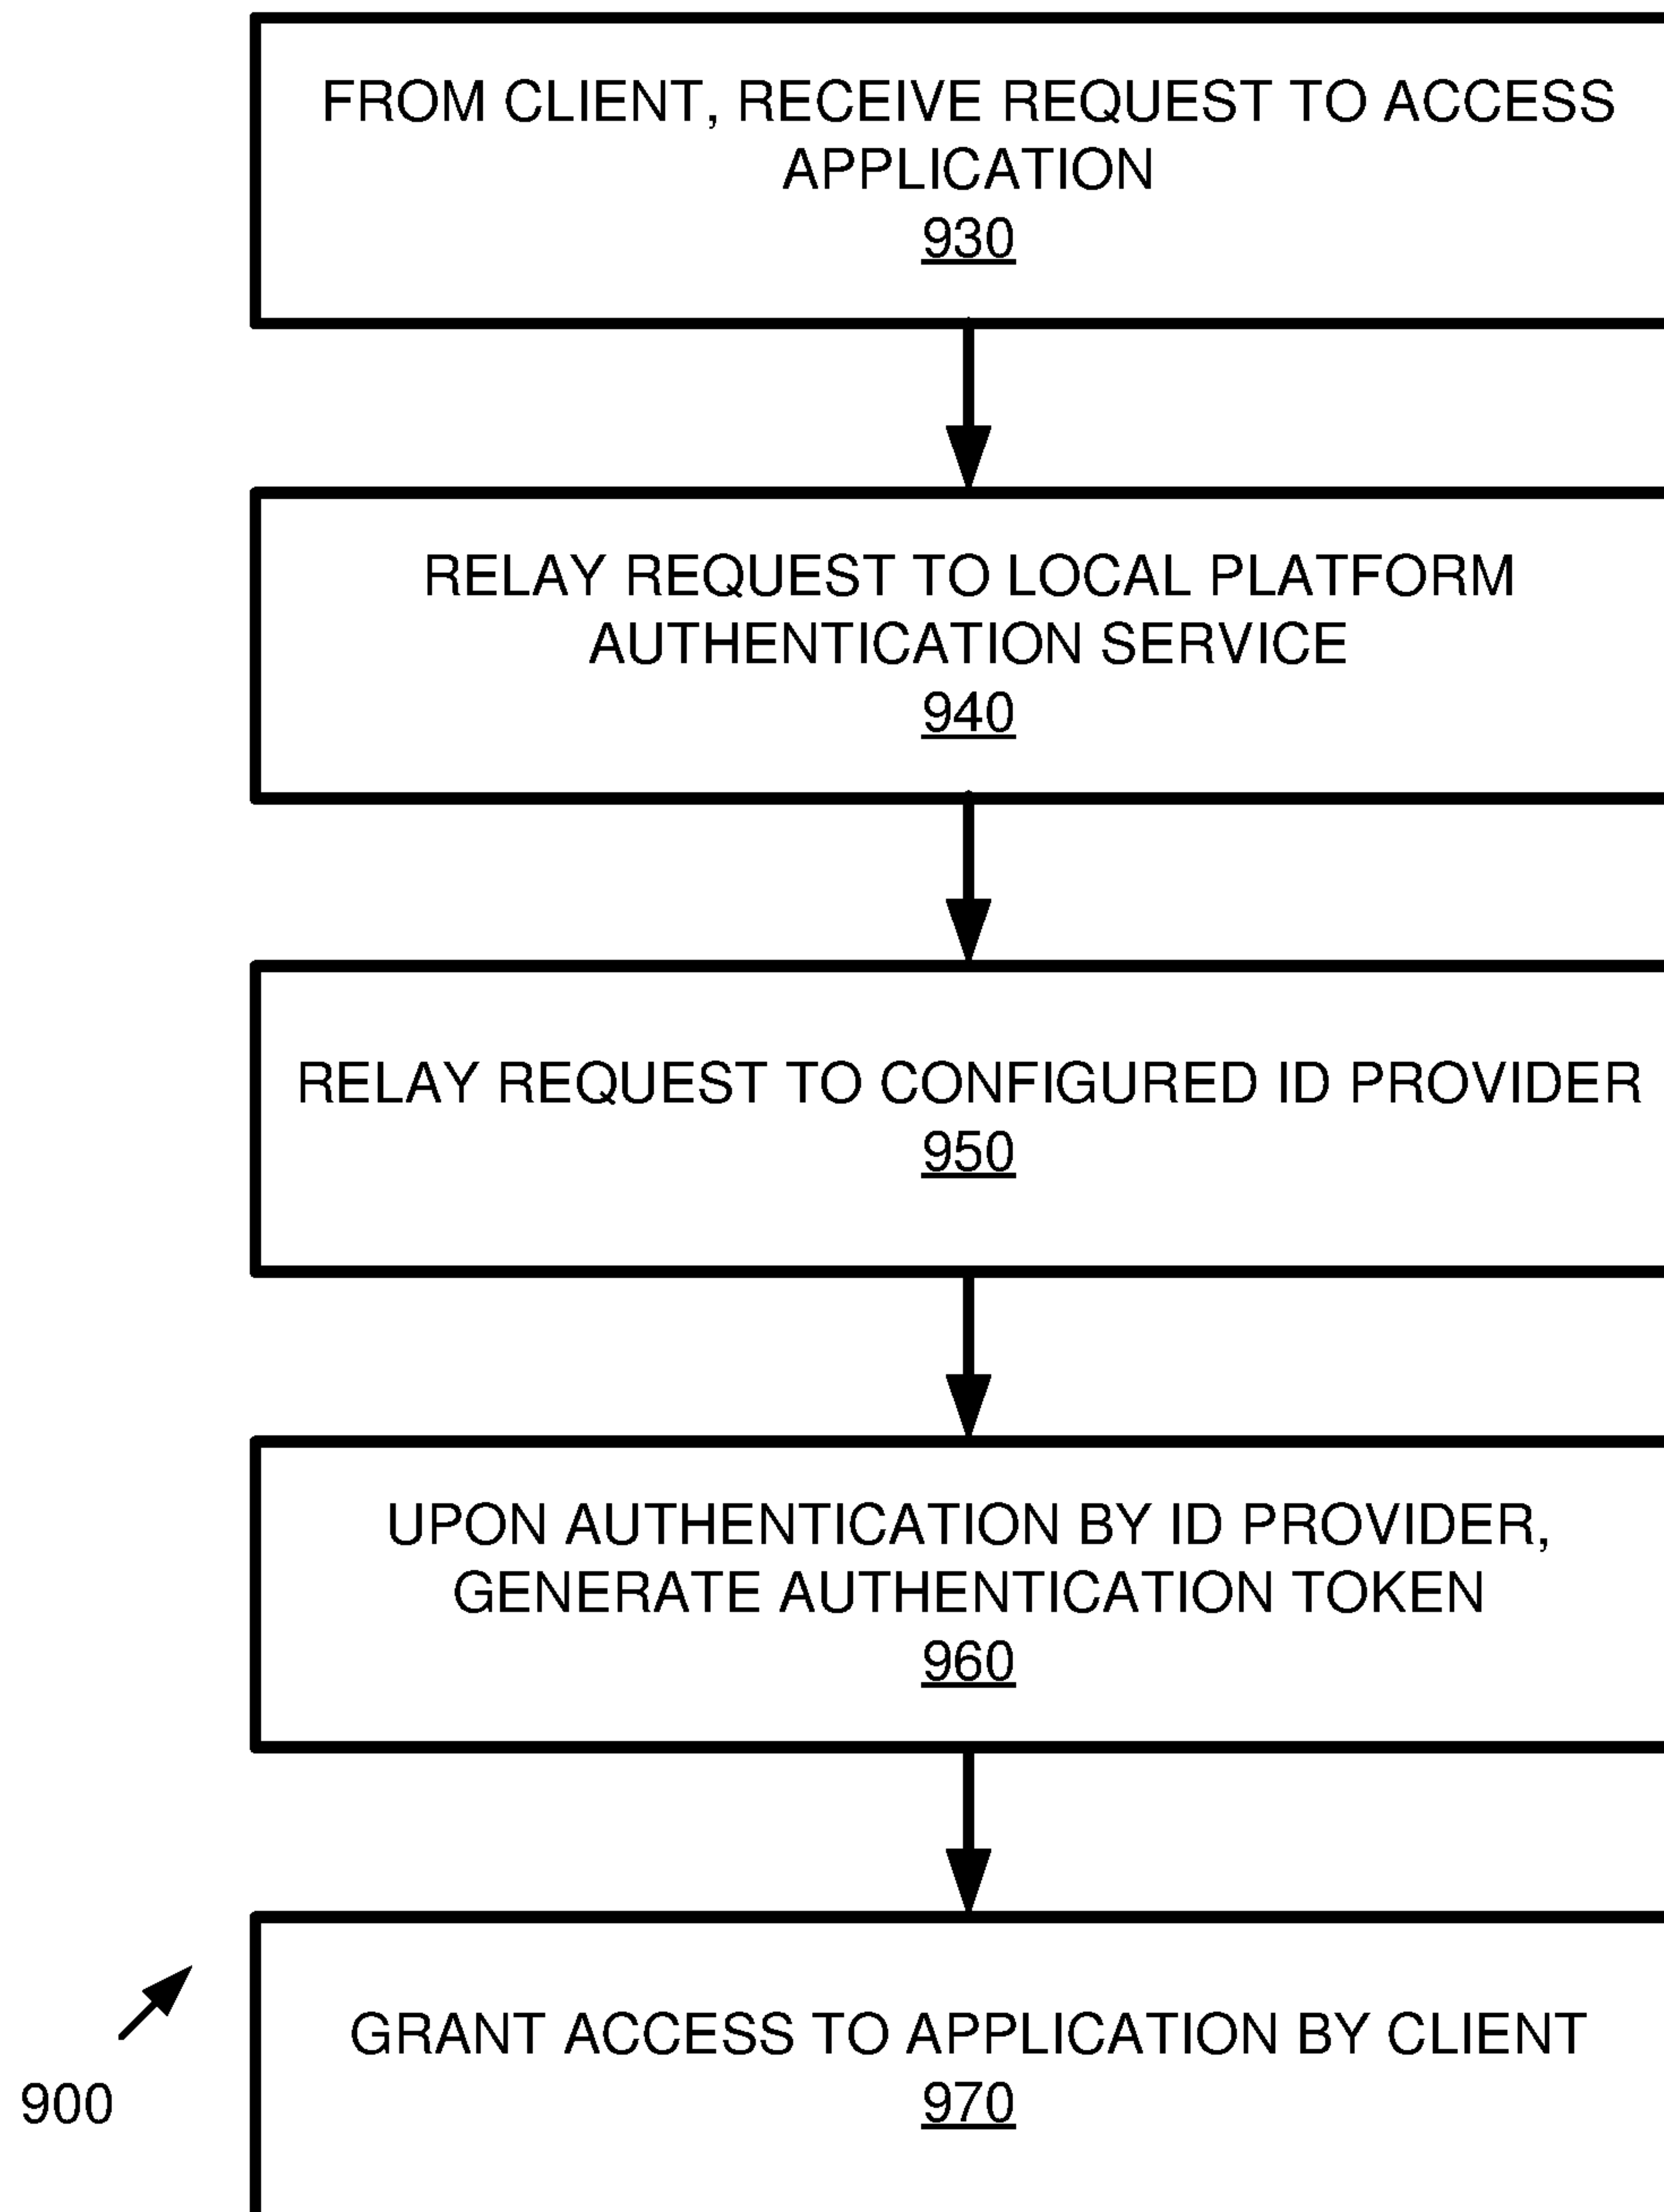 FROM CLIENT, RECEIVE REQUEST TO ACCESS
APPLICATION
930
RELAY REQUEST TO LOCAL PLATFORM
AUTHENTICATION SERVICE
940
RELAY REQUEST TO CONFIGURED ID PROVIDER
950
UPON AUTHENTICATION BY ID PROVIDER,
GENERATE AUTHENTICATION TOKEN
960
GRANT ACCESS TO APPLICATION BY CLIENT
970
900